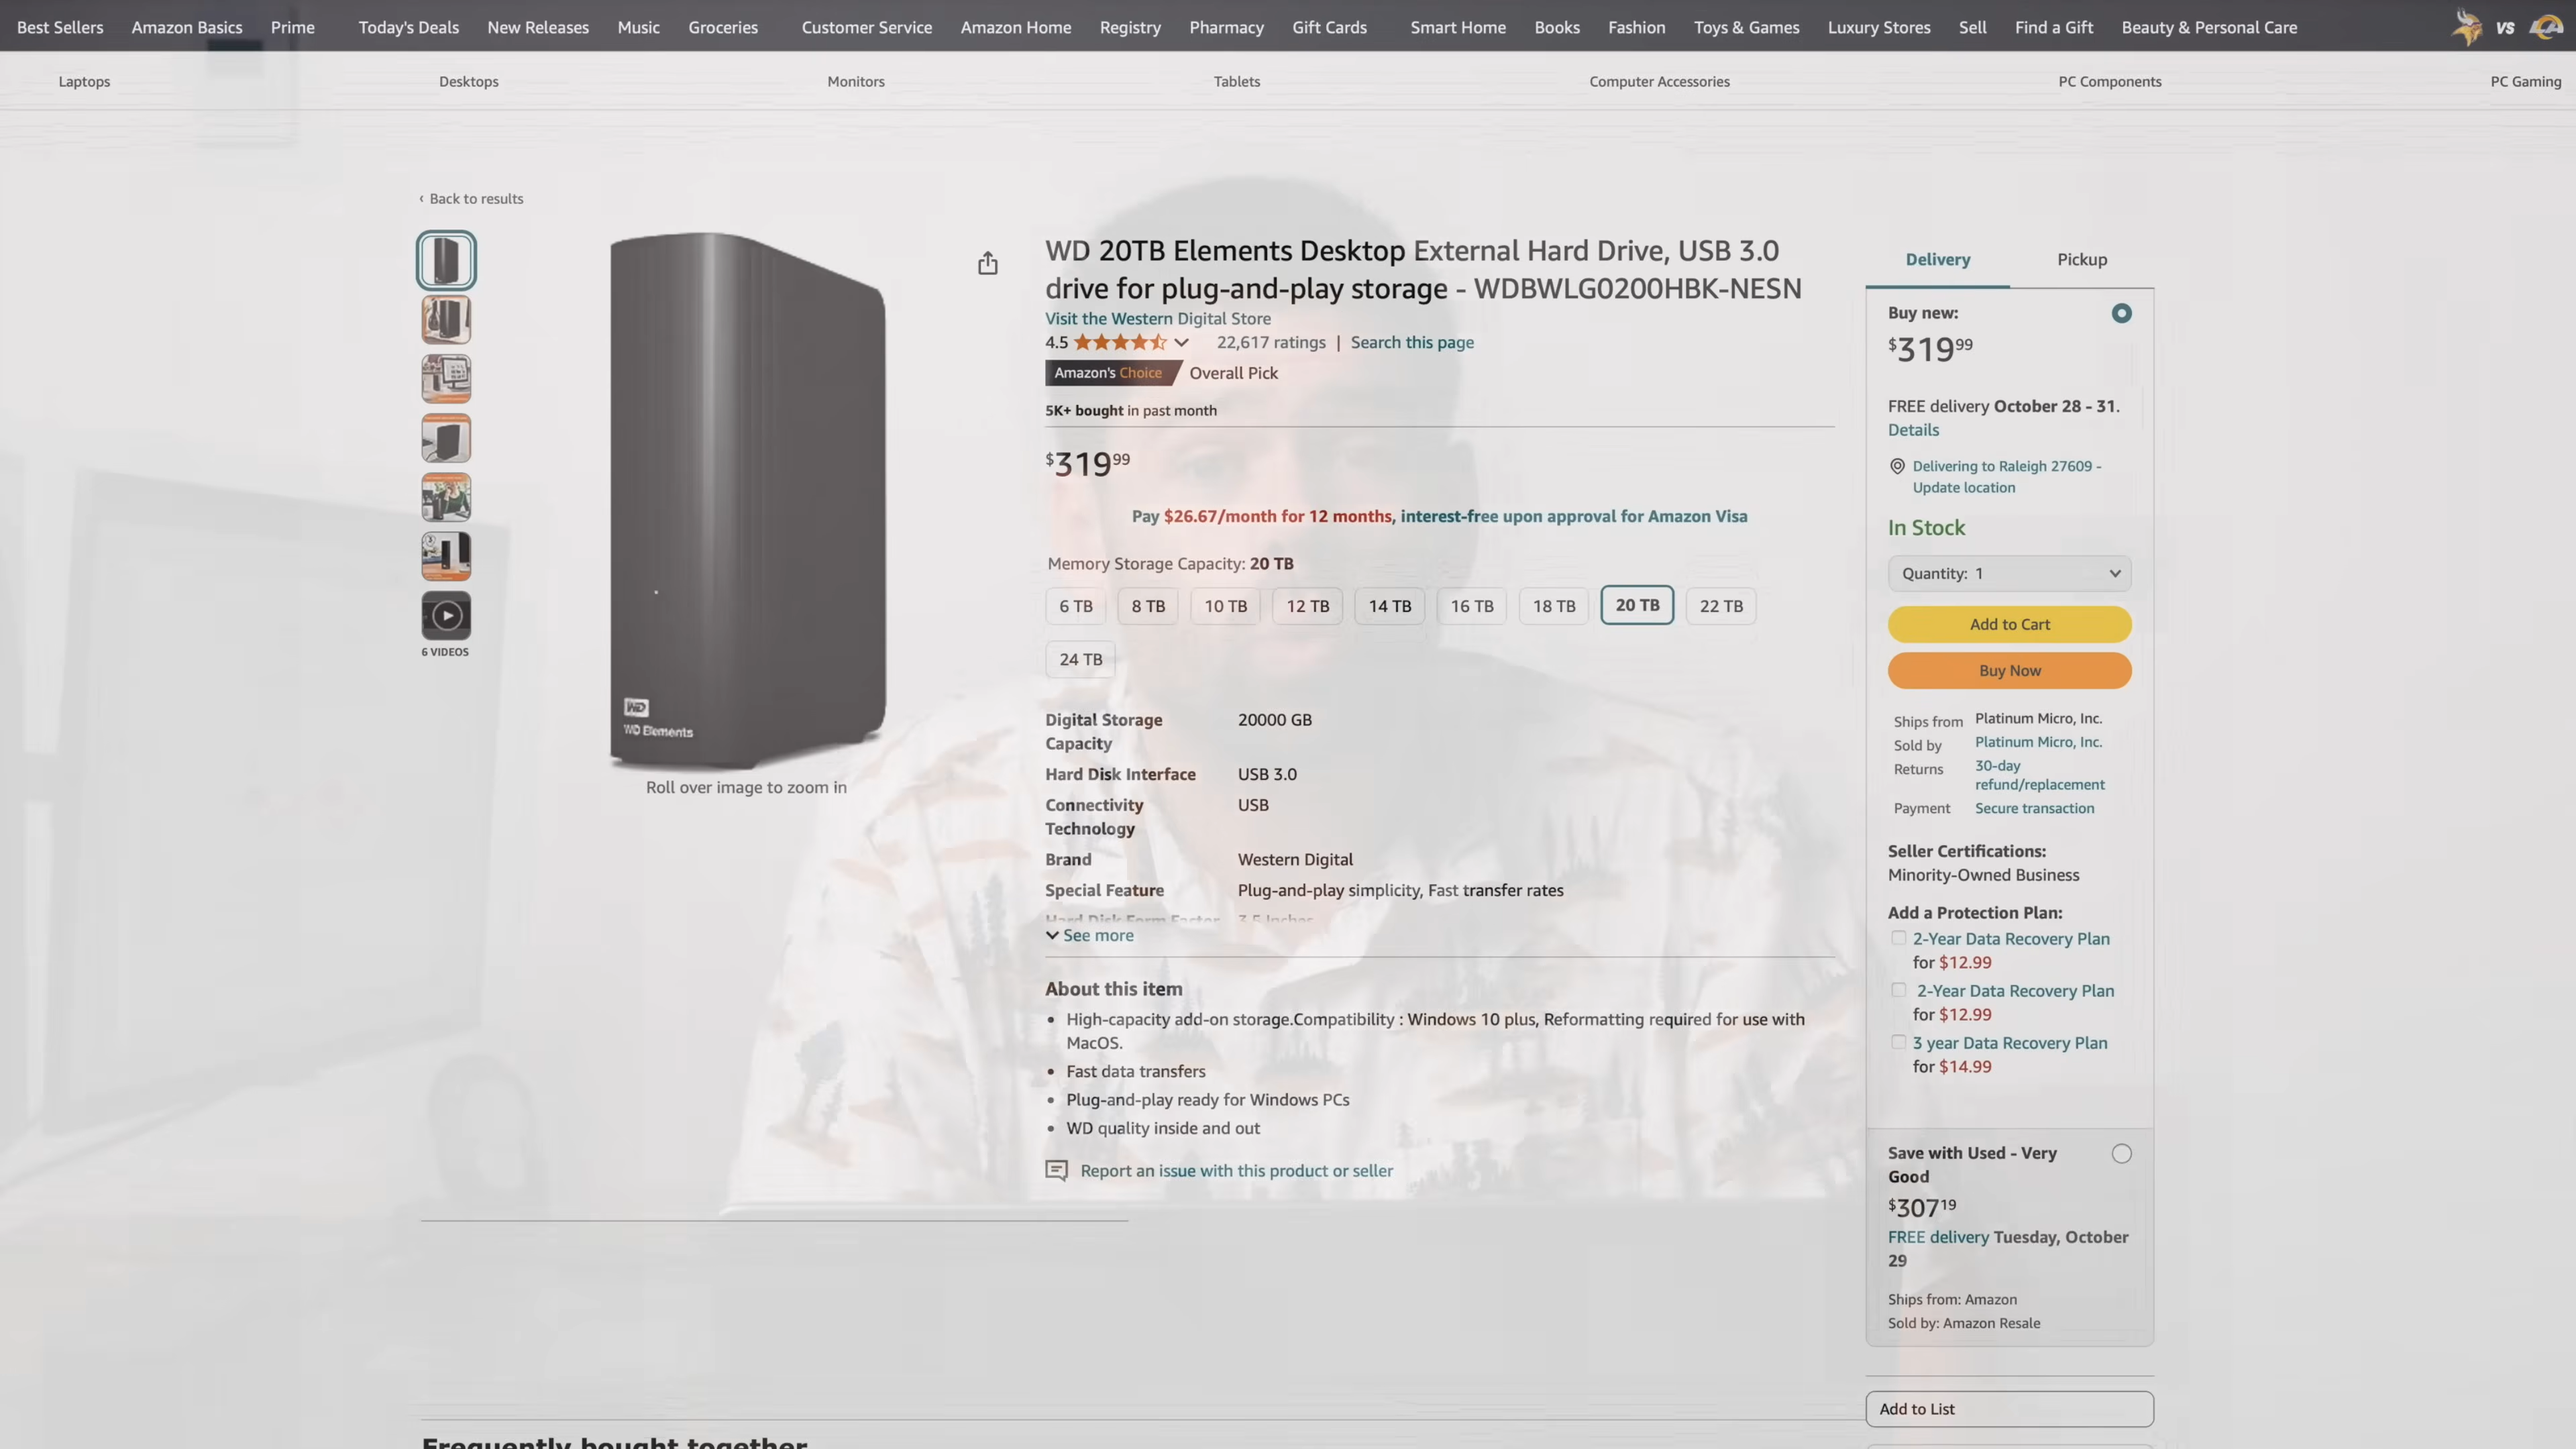 Best Sellers Amazon Basics Prime Today's Deals New Releases Music Groceries Customer Service Amazon Home Registry Pharmacy Gift Cards Smart Home Books Fashion Toys & Games Luxury Stores Sell Find a Gift Beauty & Personal Care VS
Laptops Desktops Monitors Tablets Computer Accessories PC Components PC Gaming
‹ Back to results
6 VIDEOS
WD
WD Elements
Roll over image to zoom in
WD 20TB Elements Desktop External Hard Drive, USB 3.0
drive for plug-and-play storage - WDBWLG0200HBK-NESN
Visit the Western Digital Store
4.5 22,617 ratings | Search this page
Amazon's Choice Overall Pick
5K+ bought in past month
$319.99
Pay $26.67/month for 12 months, interest-free upon approval for Amazon Visa
Memory Storage Capacity: 20 TB
6 TB 8 TB 10 TB 12 TB 14 TB 16 TB 18 TB 20 TB 22 TB
24 TB
Digital Storage 20000 GB
Capacity
Hard Disk Interface USB 3.0
Connectivity USB
Technology
Brand Western Digital
Special Feature Plug-and-play simplicity, Fast transfer rates
Hard Disk Form Factor 3.5 Inches
See more
About this item
• High-capacity add-on storage.Compatibility : Windows 10 plus, Reformatting required for use with
MacOS.
• Fast data transfers
• Plug-and-play ready for Windows PCs
• WD quality inside and out
Report an issue with this product or seller
Delivery Pickup
Buy new:
$319.99
FREE delivery October 28 - 31.
Details
Delivering to Raleigh 27609 -
Update location
In Stock
Quantity: 1
Add to Cart
Buy Now
Ships from Platinum Micro, Inc.
Sold by Platinum Micro, Inc.
Returns 30-day
refund/replacement
Payment Secure transaction
Seller Certifications:
Minority-Owned Business
Add a Protection Plan:
2-Year Data Recovery Plan
for $12.99
2-Year Data Recovery Plan
for $12.99
3 year Data Recovery Plan
for $14.99
Save with Used - Very
Good
$307.19
FREE delivery Tuesday, October
29
Ships from: Amazon
Sold by: Amazon Resale
Add to List
Frequently bought together